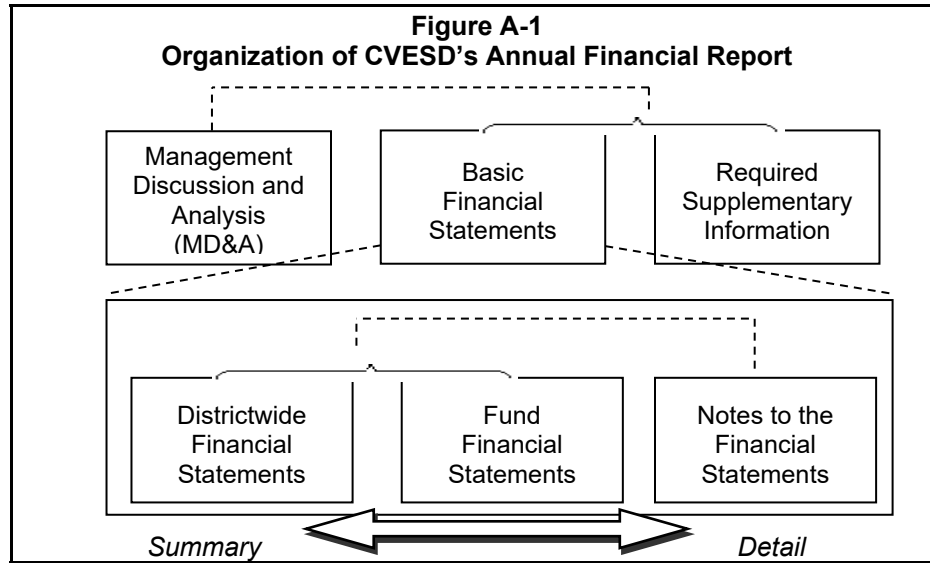 Figure A-1
Organization of CVESD’s Annual Financial Report
Management
Discussion and
Analysis
(MD&A)
Basic
Financial
Statements
Required
Supplementary
Information
Districtwide
Financial
Statements
Fund
Financial
Statements
Notes to the
Financial
Statements
Summary
Detail